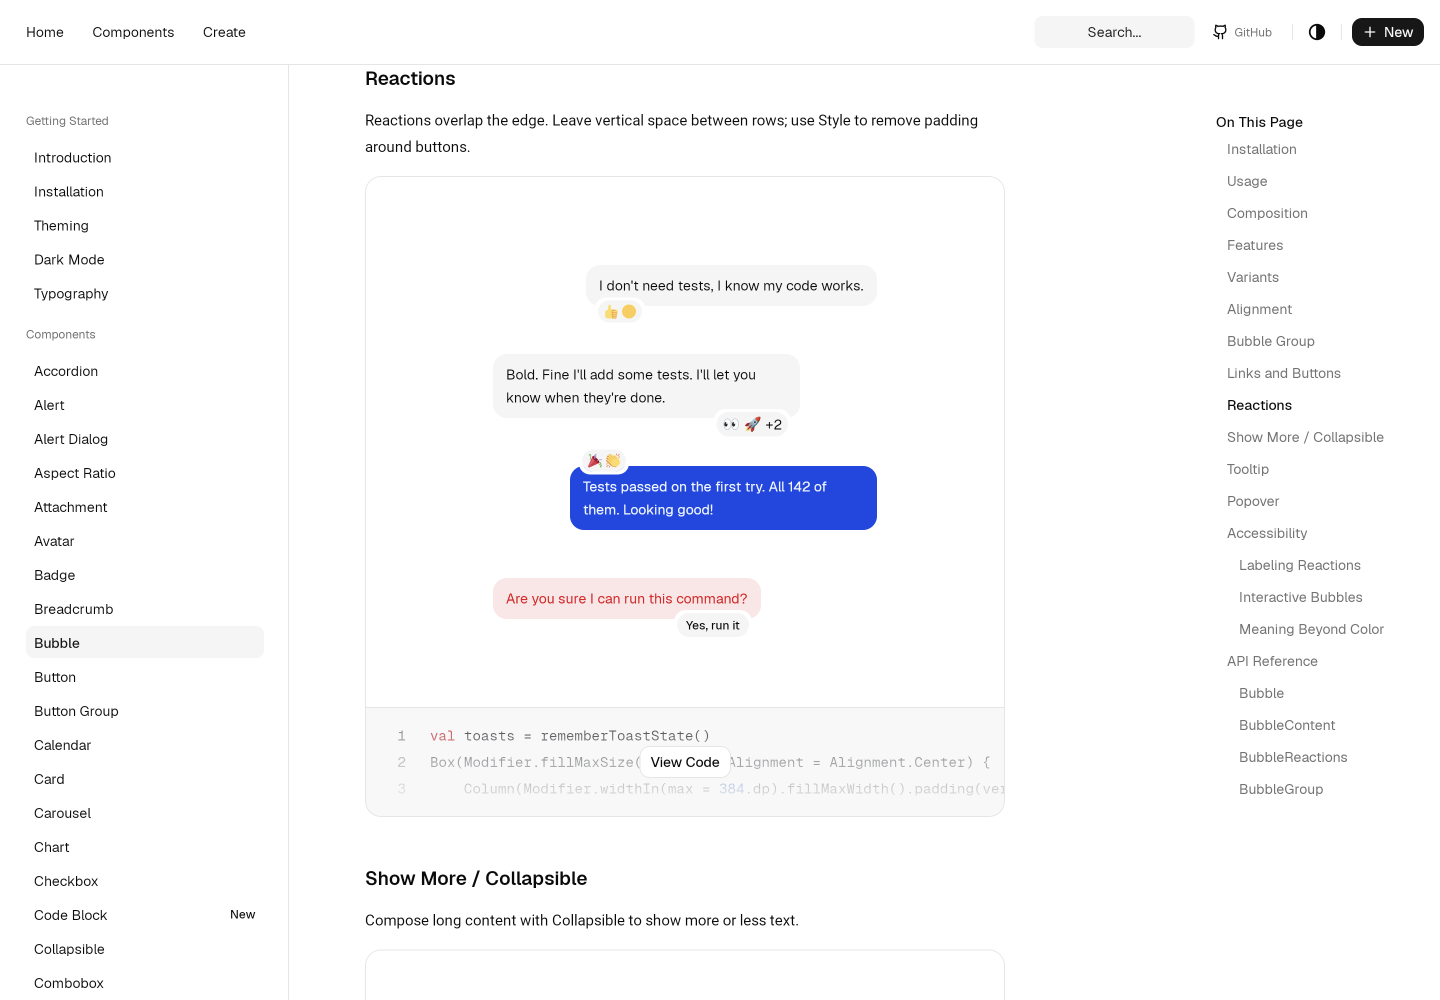 Home
Components
Create
Search...
GitHub
New
Getting Started
Introduction
Installation
Theming
Dark Mode
Typography
Components
Accordion
Alert
Alert Dialog
Aspect Ratio
Attachment
Avatar
Badge
Breadcrumb
Bubble
Button
Button Group
Calendar
Card
Carousel
Chart
Checkbox
Code Block New
Collapsible
Combobox
Reactions
Reactions overlap the edge. Leave vertical space between rows; use Style to remove padding
around buttons.
I don't need tests, I know my code works.
👍
Bold. Fine I'll add some tests. I'll let you
know when they're done.
👀 🚀 +2
🎉 👏
Tests passed on the first try. All 142 of
them. Looking good!
Are you sure I can run this command?
Yes, run it
1 val toasts = rememberToastState()
2 Box(Modifier.fillMaxSize( Alignment = Alignment.Center) {
View Code
3 Column(Modifier.widthIn(max = 384.dp).fillMaxWidth().padding(
Show More / Collapsible
Compose long content with Collapsible to show more or less text.
On This Page
Installation
Usage
Composition
Features
Variants
Alignment
Bubble Group
Links and Buttons
Reactions
Show More / Collapsible
Tooltip
Popover
Accessibility
Labeling Reactions
Interactive Bubbles
Meaning Beyond Color
API Reference
Bubble
BubbleContent
BubbleReactions
BubbleGroup